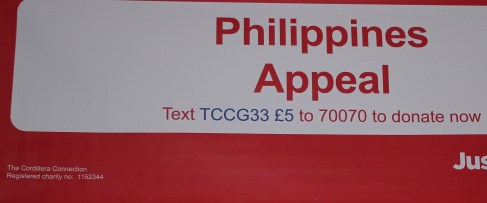 Philippines
Appeal
Text TCCG33 £5 to 70070 to donate now
The Cordillera Connection
Registered charity no: 1152344
Jus